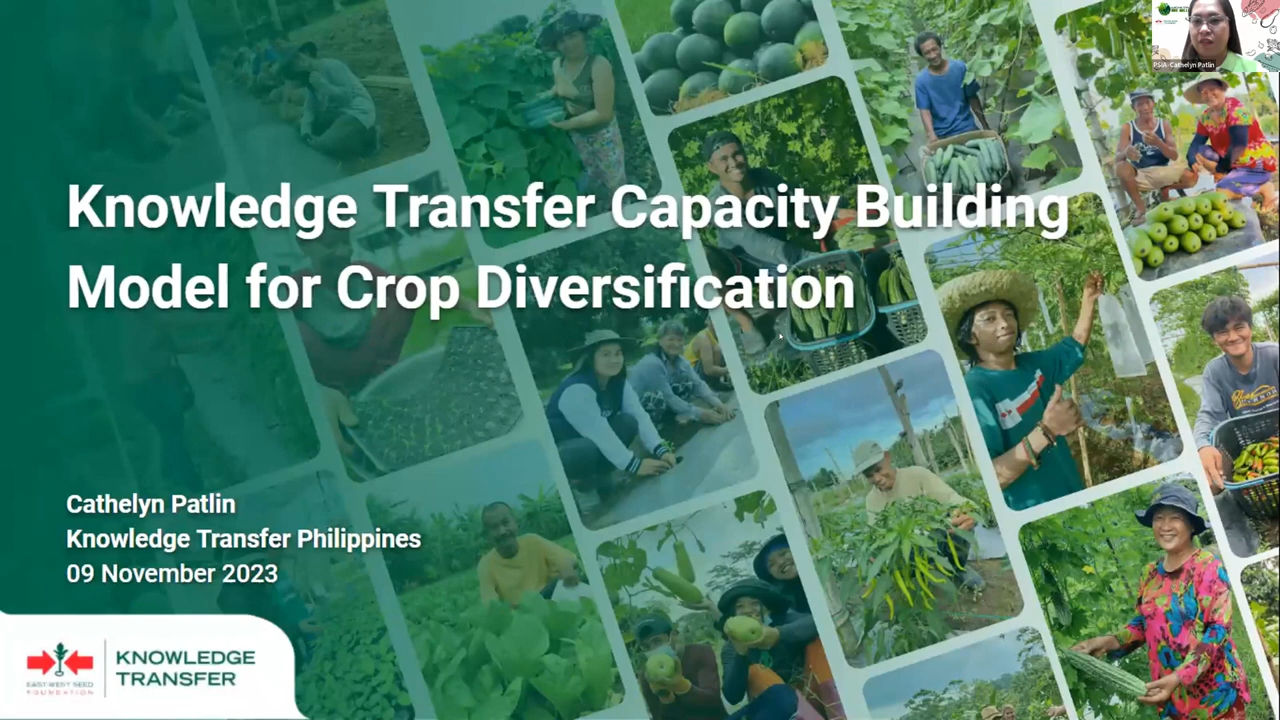 PSIA-Cathelyn Patlin
Knowledge Transfer Capacity Building
Model for Crop Diversification
Cathelyn Patlin
Knowledge Transfer Philippines
09 November 2023
EAST-WEST SEED
FOUNDATION
KNOWLEDGE
TRANSFER